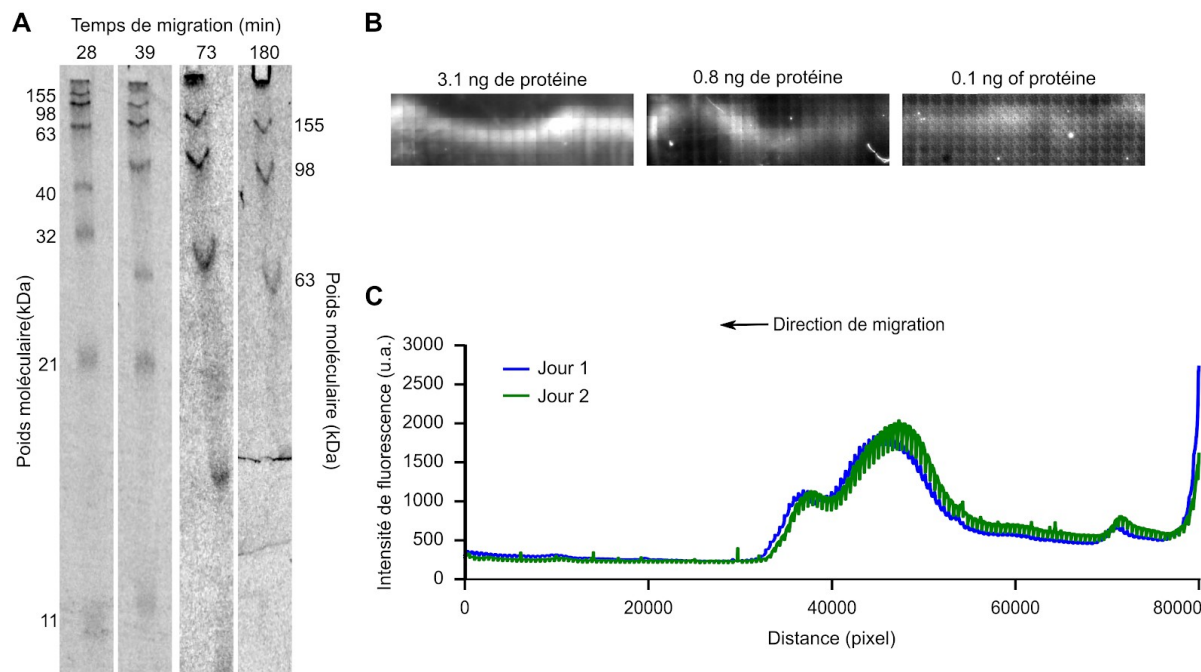 A
Temps de migration (min)
28 39 73 180
155
98
63
40
32
21
11
Poids moléculaire(kDa)
155
98
63
Poids moléculaire (kDa)
B
3.1 ng de protéine
0.8 ng de protéine
0.1 ng of protéine
C
Direction de migration
Jour 1
Jour 2
Intensité de fluorescence (u.a.)
3000
2500
2000
1500
1000
500
0
0 20000 40000 60000 80000
Distance (pixel)